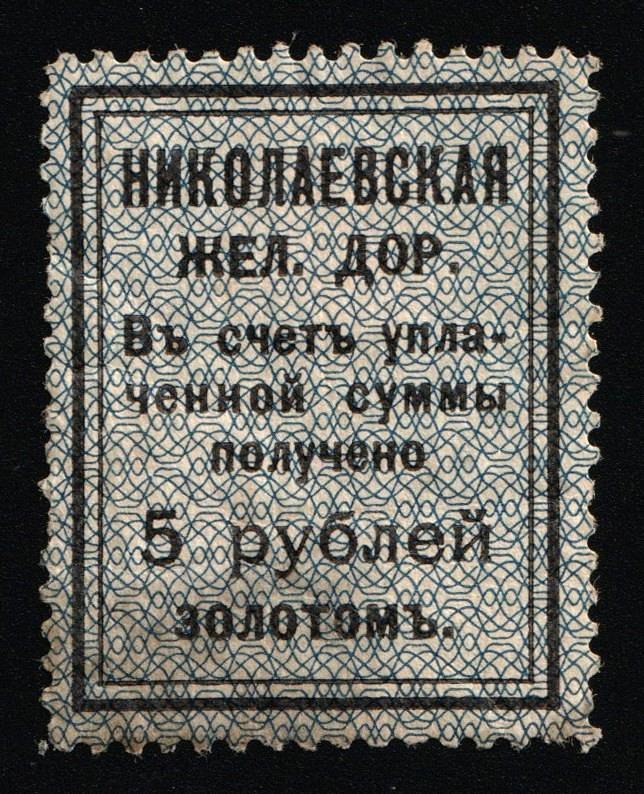 НИКОЛАЕВСКАЯ
ЖЕЛ. ДОР.
Въ счетъ упла-
ченной суммы
получено
5 рублей
золотомъ.